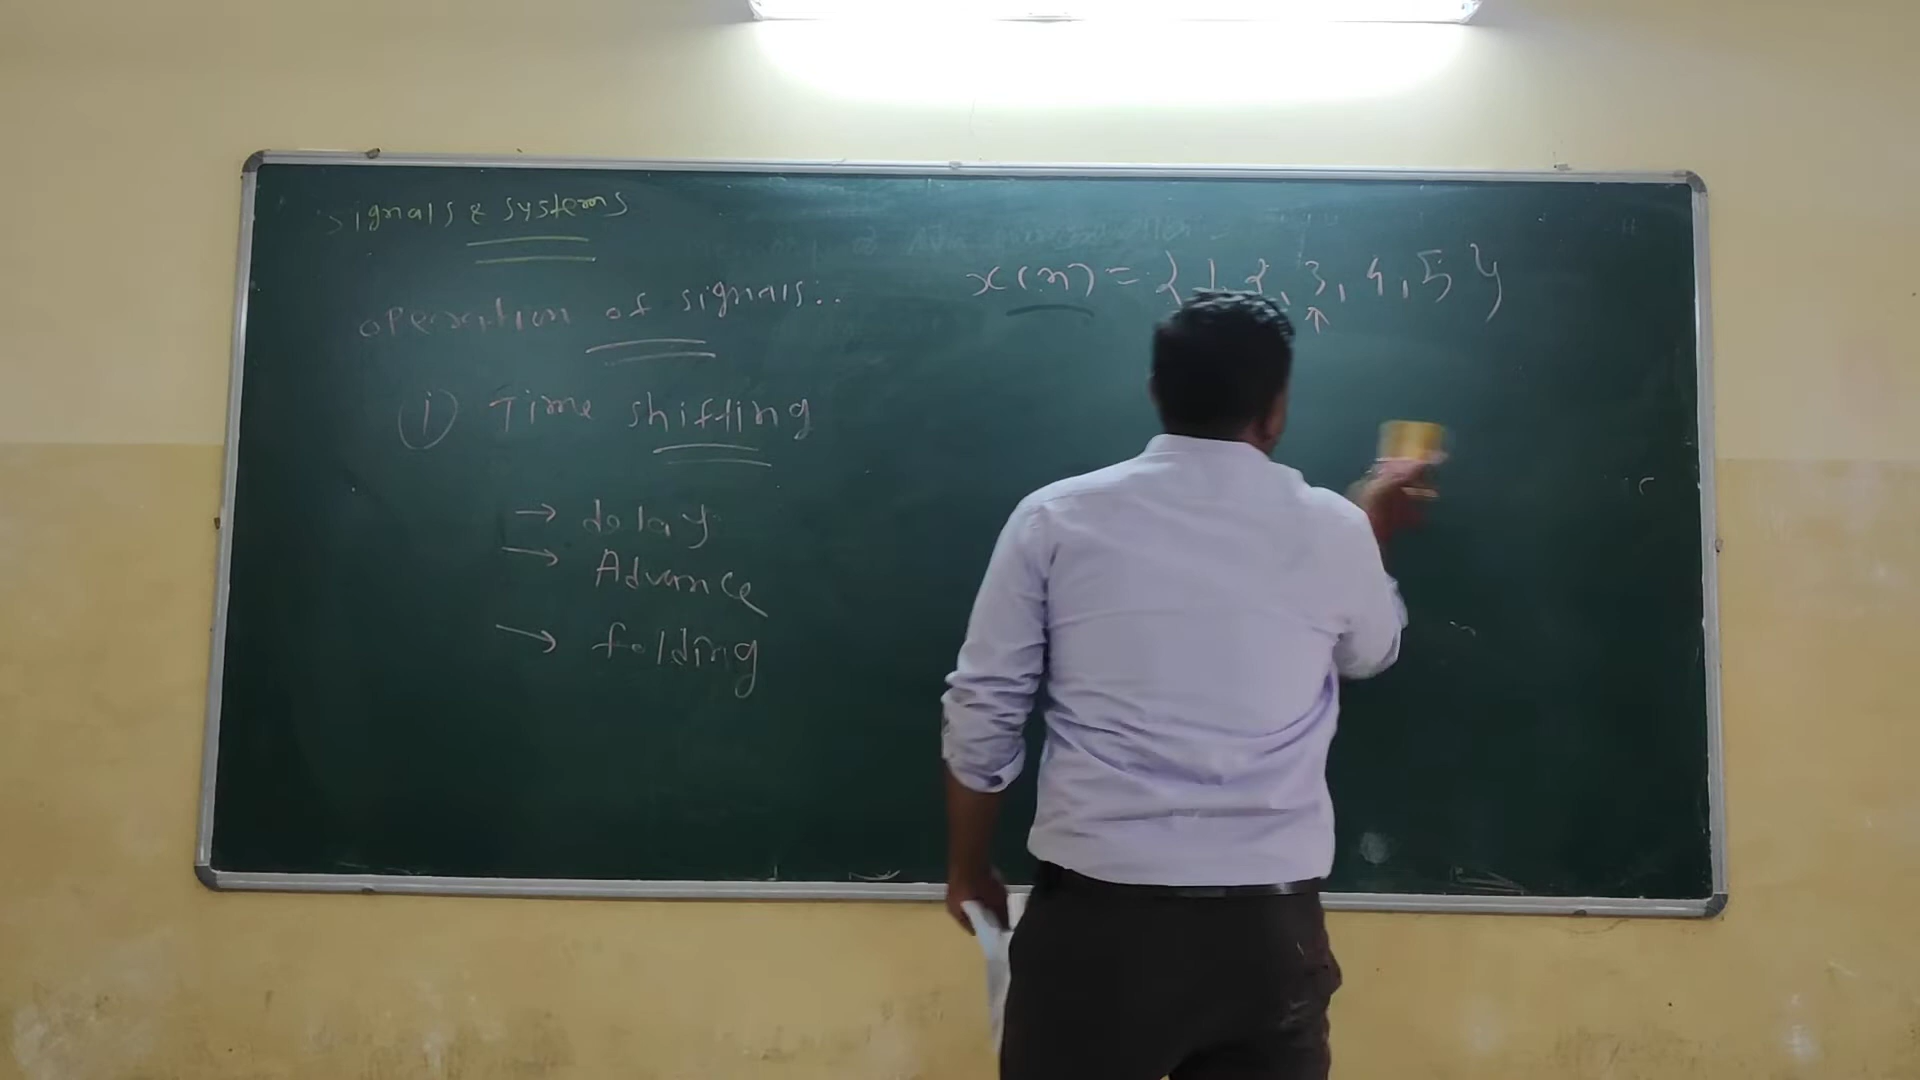 Signals & systems
operation of signals:.
x(n) = { 1, 2, 3, 4, 5 }
↑
(i) Time shifting
→ delay
→ Advance
→ folding